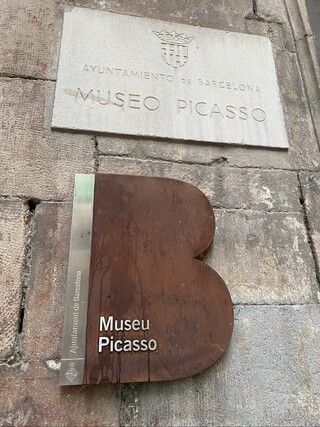 AYUNTAMIENTO DE BARCELONA
MUSEO PICASSO
Ajuntament de Barcelona
Museu
Picasso